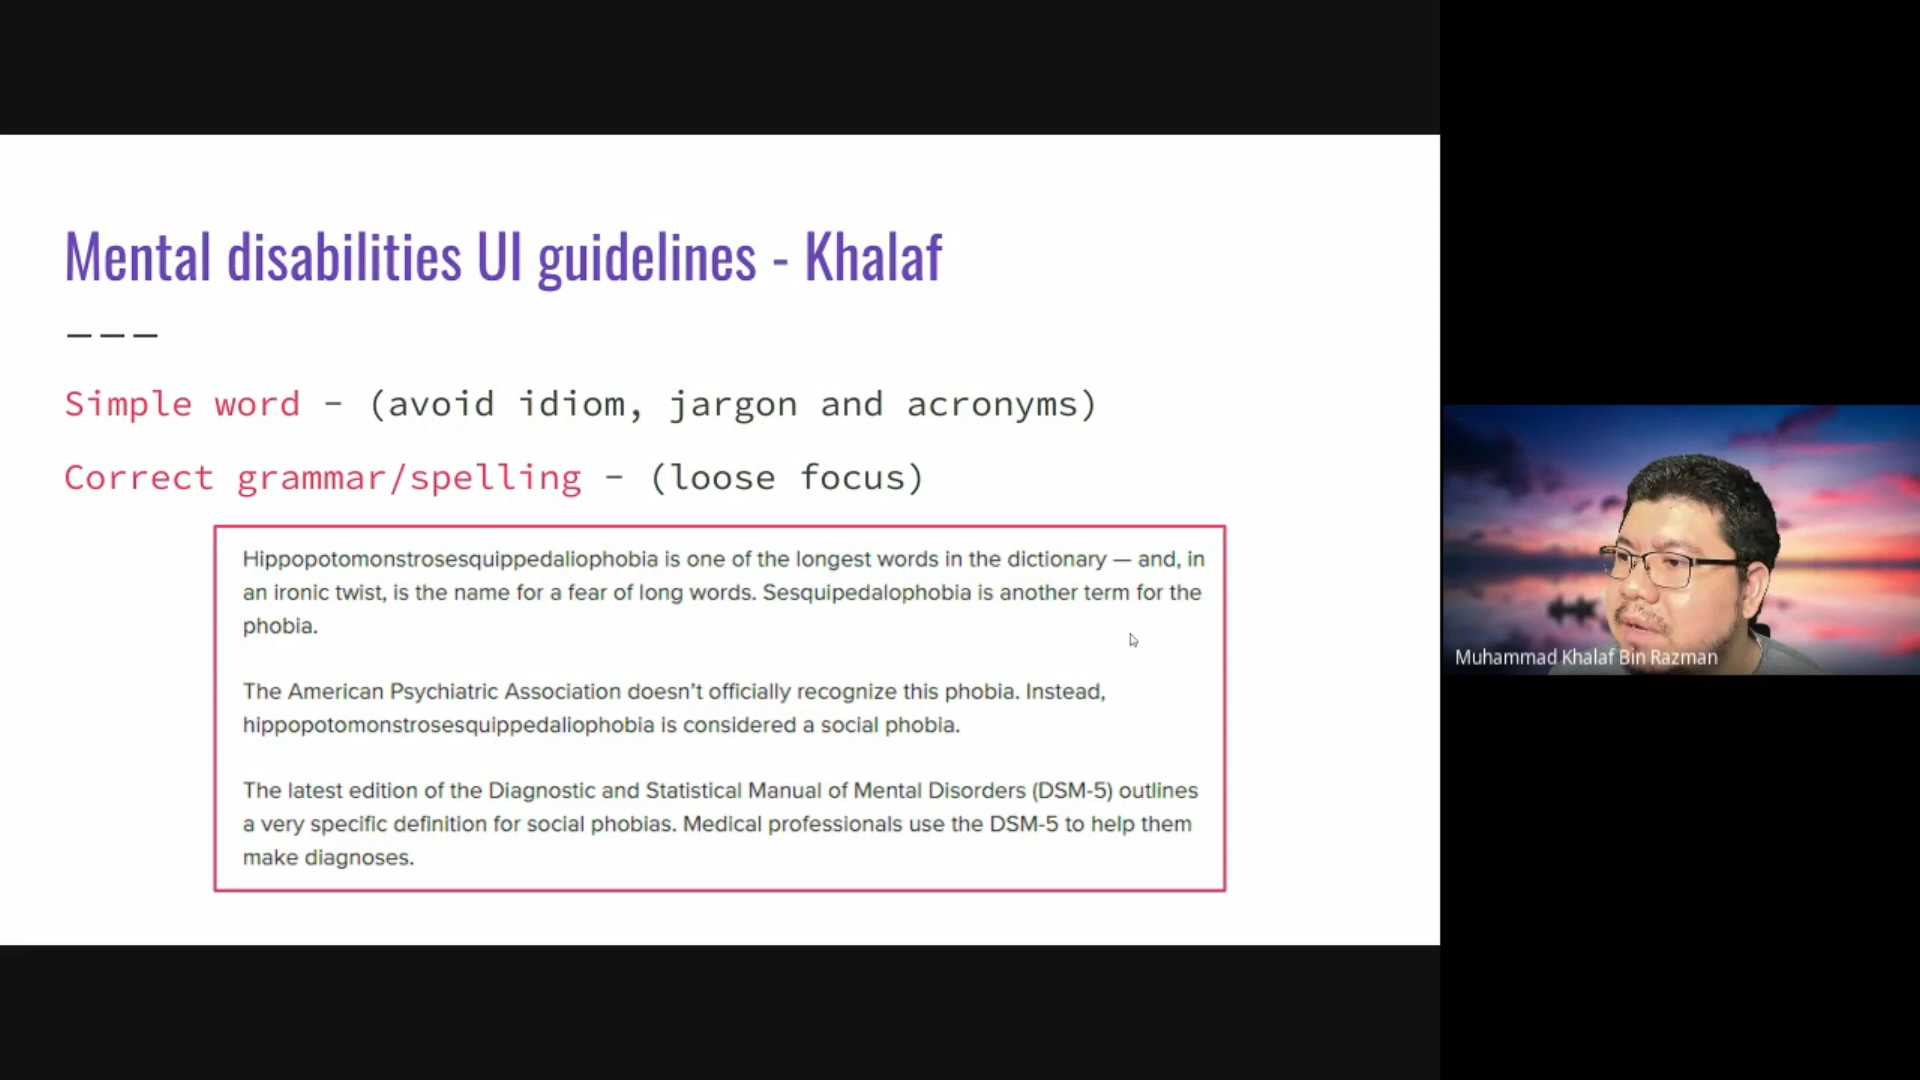 Mental disabilities UI guidelines - Khalaf
———
Simple word - (avoid idiom, jargon and acronyms)
Correct grammar/spelling - (loose focus)
Hippopotomonstrosesquippedaliophobia is one of the longest words in the dictionary — and, in
an ironic twist, is the name for a fear of long words. Sesquipedalophobia is another term for the
phobia.
The American Psychiatric Association doesn’t officially recognize this phobia. Instead,
hippopotomonstrosesquippedaliophobia is considered a social phobia.
The latest edition of the Diagnostic and Statistical Manual of Mental Disorders (DSM-5) outlines
a very specific definition for social phobias. Medical professionals use the DSM-5 to help them
make diagnoses.
Muhammad Khalaf Bin Razman